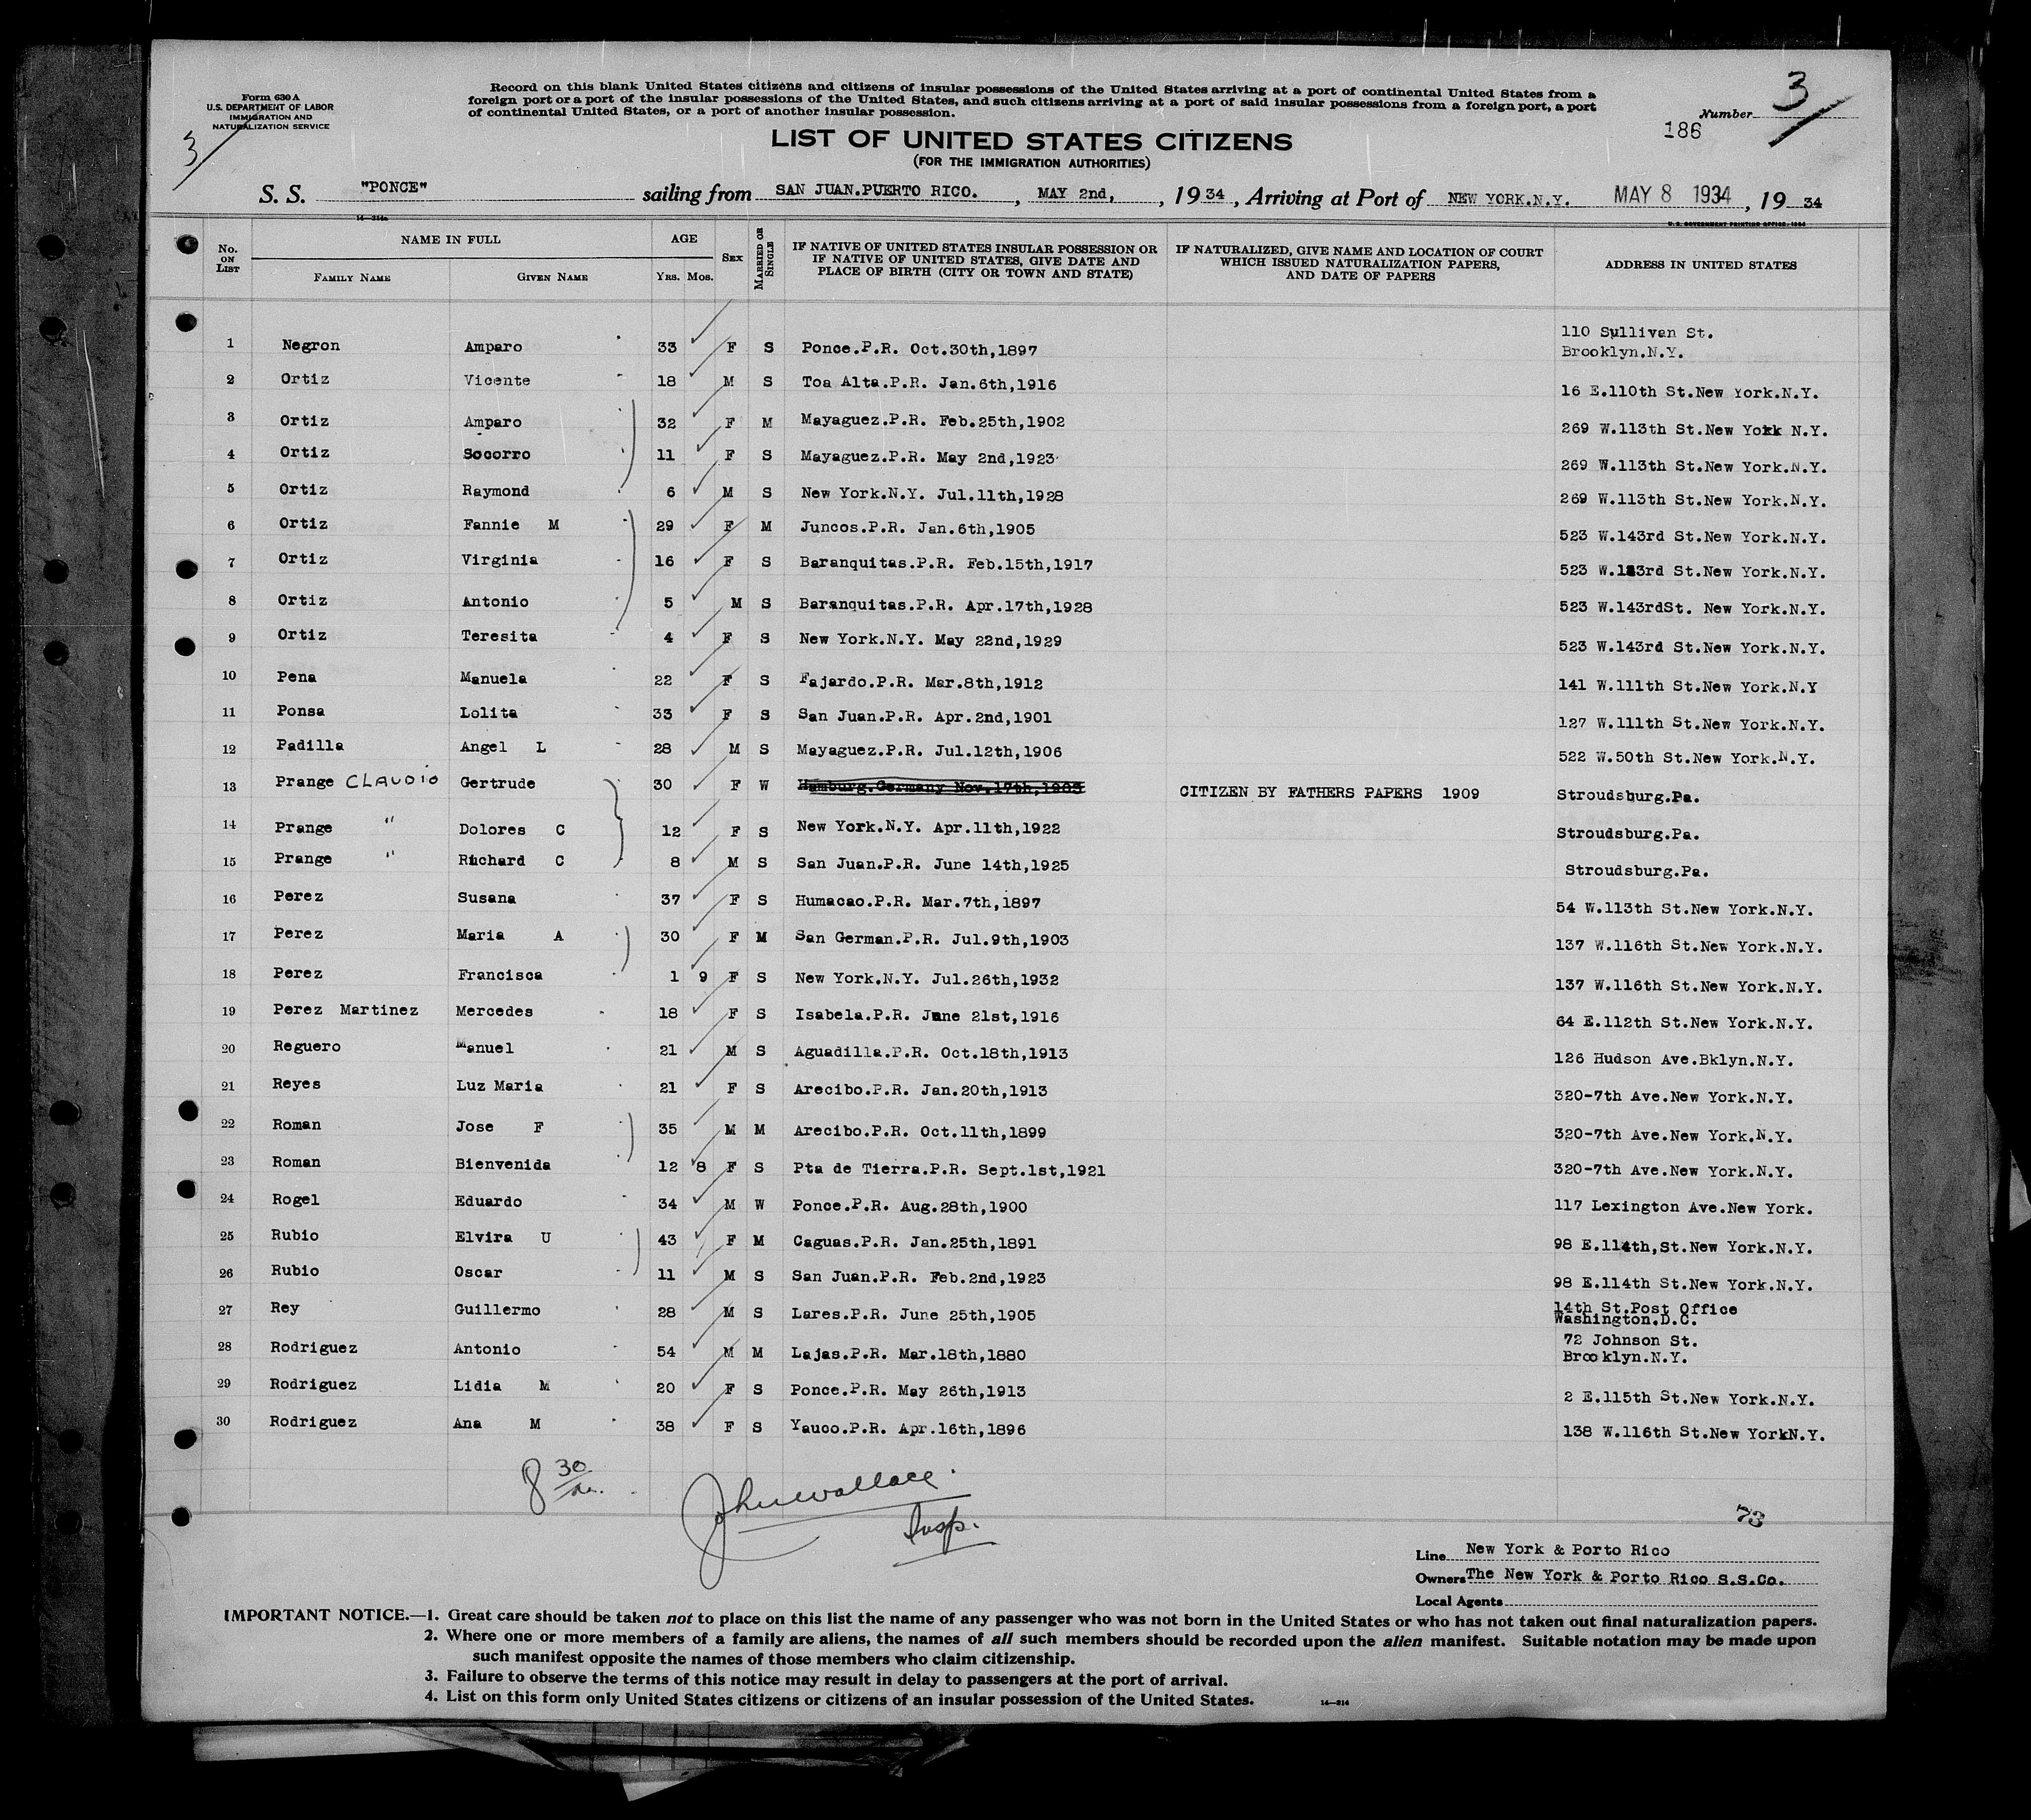 Form 630 A
U.S. DEPARTMENT OF LABOR
IMMIGRATION AND
NATURALIZATION SERVICE
3
Record on this blank United States citizens and citizens of insular possessions of the United States arriving at a port of continental United States from a
foreign port or a port of the insular possessions of the United States, and such citizens arriving at a port of said insular possessions from a foreign port, a port
of continental United States, or a port of another insular possession.
Number 3
186
LIST OF UNITED STATES CITIZENS
(FOR THE IMMIGRATION AUTHORITIES)
S. S. "PONCE" sailing from SAN JUAN.PUERTO RICO. , MAY 2nd, , 1934 , Arriving at Port of NEW YORK.N.Y. MAY 8 1934 , 19 34
14—314a
U.S. GOVERNMENT PRINTING OFFICE: 1934
No. ON LIST
NAME IN FULL
FAMILY NAME
GIVEN NAME
AGE
YRS. MOS.
SEX
MARRIED OR SINGLE
IF NATIVE OF UNITED STATES INSULAR POSSESSION OR
IF NATIVE OF UNITED STATES, GIVE DATE AND
PLACE OF BIRTH (CITY OR TOWN AND STATE)
IF NATURALIZED, GIVE NAME AND LOCATION OF COURT
WHICH ISSUED NATURALIZATION PAPERS,
AND DATE OF PAPERS
ADDRESS IN UNITED STATES
1 Negron Amparo 33 F S Ponce.P.R. Oct.30th,1897 110 Sullivan St.
Brooklyn.N.Y.
2 Ortiz Vicente 18 M S Toa Alta.P.R. Jan.6th,1916 16 E.110th St.New York.N.Y.
3 Ortiz Amparo 32 F M Mayaguez.P.R. Feb.25th,1902 269 W.113th St.New York N.Y.
4 Ortiz Socorro 11 F S Mayaguez.P.R. May 2nd,1923 269 W.113th St.New York.N.Y.
5 Ortiz Raymond 6 M S New York.N.Y. Jul.11th,1928 269 W.113th St.New York.N.Y.
6 Ortiz Fannie M 29 F M Juncos.P.R. Jan.6th,1905 523 W.143rd St.New York.N.Y.
7 Ortiz Virginia 16 F S Baranquitas.P.R. Feb.15th,1917 523 W.143rd St.New York.N.Y.
8 Ortiz Antonio 5 M S Baranquitas.P.R. Apr.17th,1928 523 W.143rdSt. New York.N.Y.
9 Ortiz Teresita 4 F S New York.N.Y. May 22nd,1929 523 W.143rd St.New York.N.Y.
10 Pena Manuela 22 F S Fajardo.P.R. Mar.8th,1912 141 W.111th St.New York.N.Y
11 Ponsa Lolita 33 F S San Juan.P.R. Apr.2nd,1901 127 W.111th St.New York.N.Y.
12 Padilla Angel L 28 M S Mayaguez.P.R. Jul.12th,1906 522 W.50th St.New York.N.Y.
13 Prange CLAUDIO Gertrude 30 F W Hamburg.Germany Nov.17th,1903 CITIZEN BY FATHERS PAPERS 1909 Stroudsburg.Pa.
14 Prange " Dolores C 12 F S New York.N.Y. Apr.11th,1922 Stroudsburg.Pa.
15 Prange " Richard C 8 M S San Juan.P.R. June 14th,1925 Stroudsburg.Pa.
16 Perez Susana 37 F S Humacao.P.R. Mar.7th,1897 54 W.113th St.New York.N.Y.
17 Perez Maria A 30 F M San German.P.R. Jul.9th,1903 137 W.116th St.New York.N.Y.
18 Perez Francisca 1 9 F S New York.N.Y. Jul.26th,1932 137 W.116th St.New York.N.Y.
19 Perez Martinez Mercedes 18 F S Isabela.P.R. June 21st,1916 64 E.112th St.New York.N.Y.
20 Reguero Manuel 21 M S Aguadilla.P.R. Oct.18th,1913 126 Hudson Ave.Bklyn.N.Y.
21 Reyes Luz Maria 21 F S Arecibo.P.R. Jan.20th,1913 320-7th Ave.New York.N.Y.
22 Roman Jose F 35 M M Arecibo.P.R. Oct.11th,1899 320-7th Ave.New York.N.Y.
23 Roman Bienvenida 12 8 F S Pta de Tierra.P.R. Sept.1st,1921 320-7th Ave.New York.N.Y.
24 Rogel Eduardo 34 M W Ponce.P.R. Aug.28th,1900 117 Lexington Ave.New York.
25 Rubio Elvira U 43 F M Caguas.P.R. Jan.25th,1891 98 E.114th,St.New York.N.Y.
26 Rubio Oscar 11 M S San Juan.P.R. Feb.2nd,1923 98 E.114th St.New York.N.Y.
27 Rey Guillermo 28 M S Lares.P.R. June 25th,1905 14th St.Post Office
Washington.D.C.
28 Rodriguez Antonio 54 M M Lajas.P.R. Mar.18th,1880 72 Johnson St.
Brooklyn.N.Y.
29 Rodriguez Lidia M 20 F S Ponce.P.R. May 26th,1913 2 E.115th St.New York.N.Y.
30 Rodriguez Ana M 38 F S Yauco.P.R. Apr.16th,1896 138 W.116th St.New YorkN.Y.
8 30
John Wallace
Insp.
73
Line New York & Porto Rico
Owners The New York & Porto Rico S.S.Co.
Local Agents
IMPORTANT NOTICE.—1. Great care should be taken not to place on this list the name of any passenger who was not born in the United States or who has not taken out final naturalization papers.
2. Where one or more members of a family are aliens, the names of all such members should be recorded upon the alien manifest. Suitable notation may be made upon
such manifest opposite the names of those members who claim citizenship.
3. Failure to observe the terms of this notice may result in delay to passengers at the port of arrival.
4. List on this form only United States citizens or citizens of an insular possession of the United States.
14—314